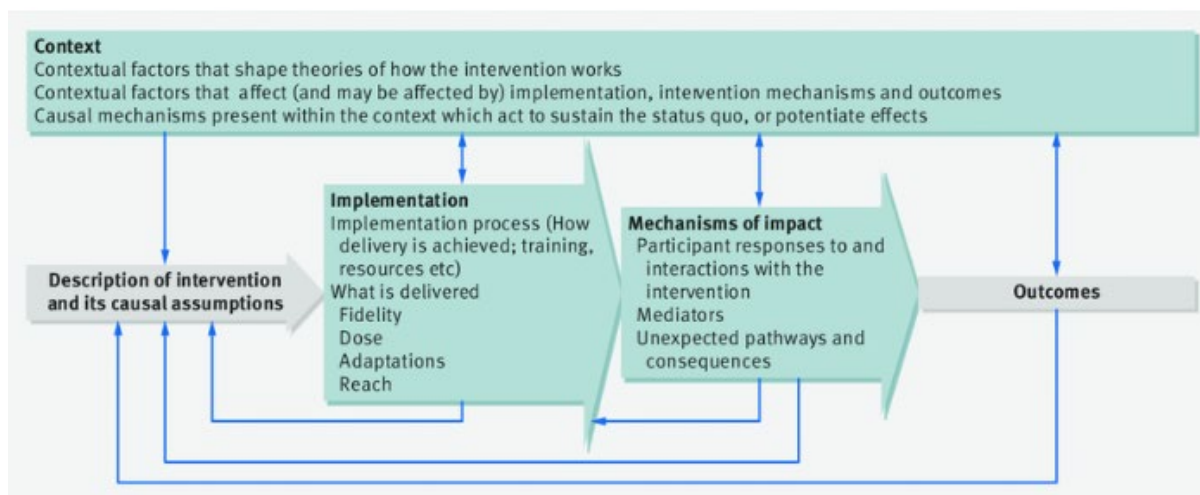 Context
Contextual factors that shape theories of how the intervention works
Contextual factors that affect (and may be affected by) implementation, intervention mechanisms and outcomes
Causal mechanisms present within the context which act to sustain the status quo, or potentiate effects
Description of intervention
and its causal assumptions
Implementation
Implementation process (How
delivery is achieved; training,
resources etc)
What is delivered
Fidelity
Dose
Adaptations
Reach
Mechanisms of impact
Participant responses to and
interactions with the
intervention
Mediators
Unexpected pathways and
consequences
Outcomes